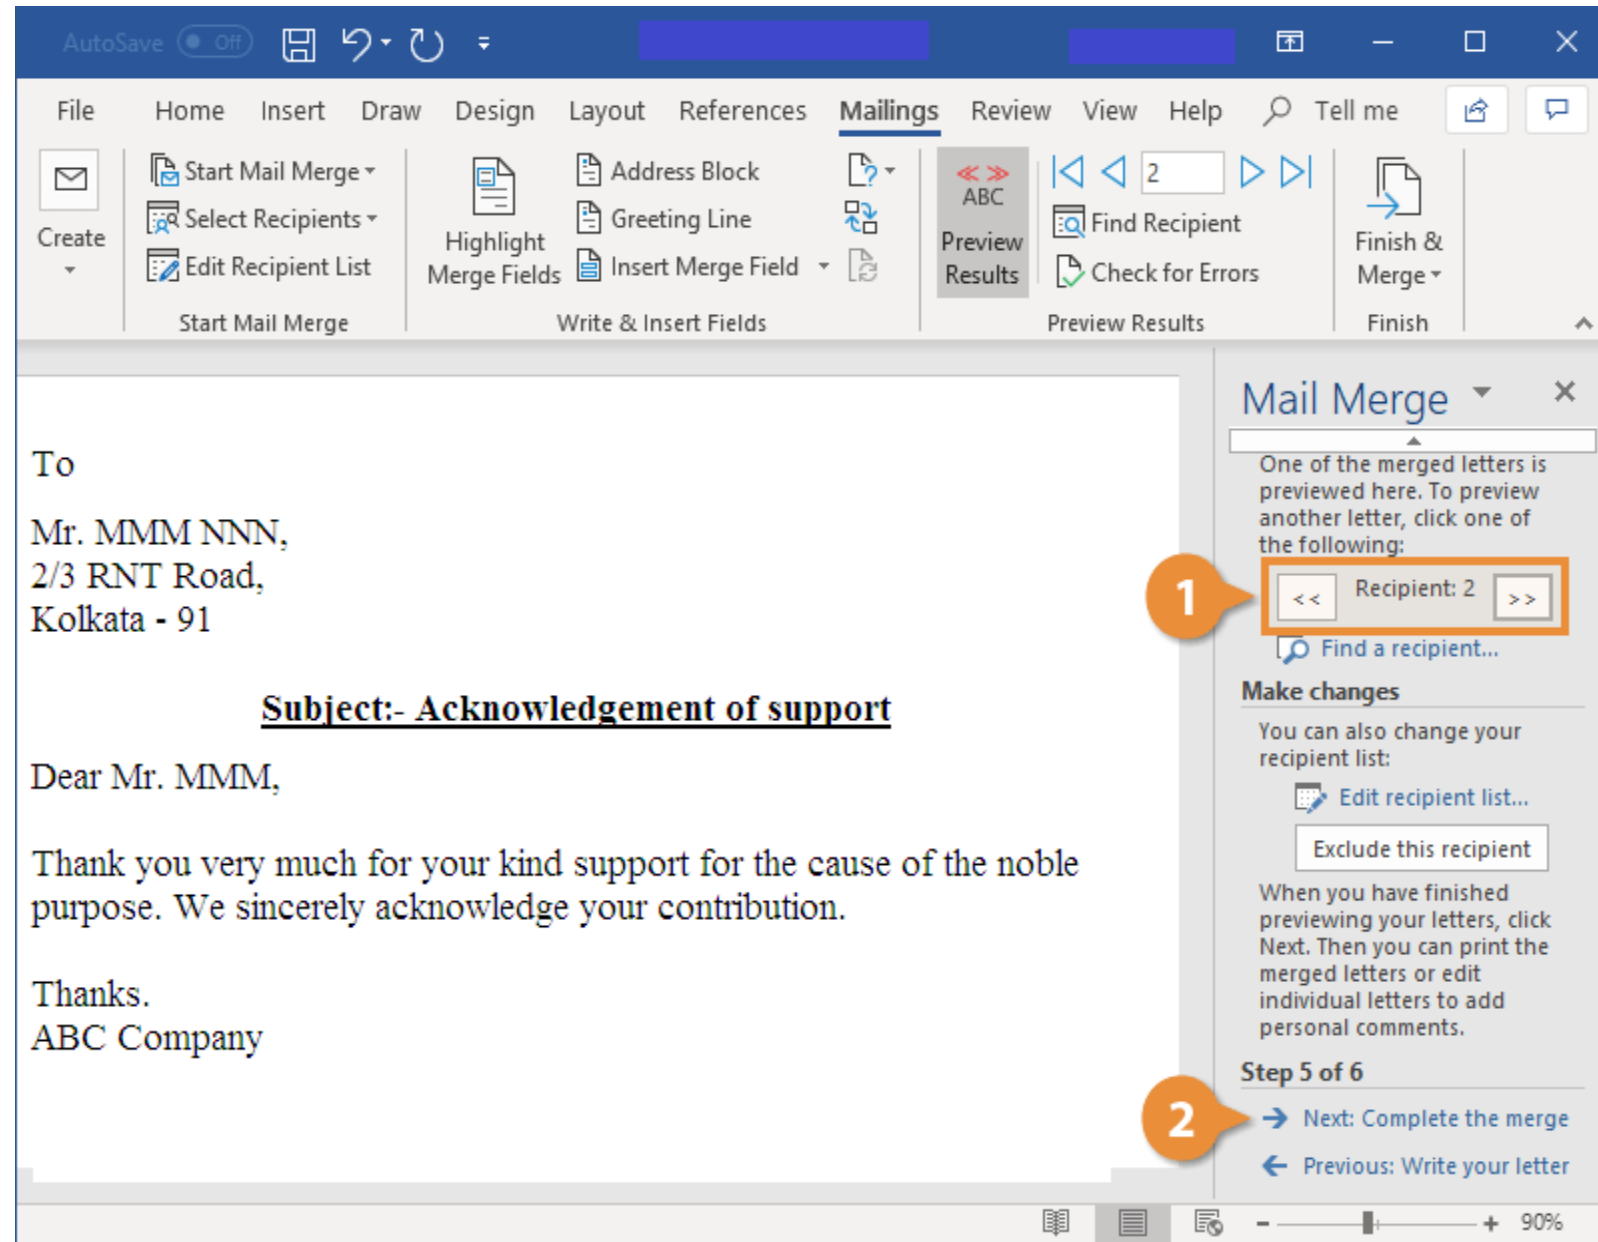 AutoSave Off
File Home Insert Draw Design Layout References Mailings Review View Help Tell me
Create
Start Mail Merge
Select Recipients
Edit Recipient List
Start Mail Merge
Highlight
Merge Fields
Address Block
Greeting Line
Insert Merge Field
Write & Insert Fields
ABC
Preview
Results
2
Find Recipient
Check for Errors
Preview Results
Finish &
Merge
Finish
To
Mr. MMM NNN,
2/3 RNT Road,
Kolkata - 91
Subject:- Acknowledgement of support
Dear Mr. MMM,
Thank you very much for your kind support for the cause of the noble
purpose. We sincerely acknowledge your contribution.
Thanks.
ABC Company
Mail Merge
One of the merged letters is
previewed here. To preview
another letter, click one of
the following:
1
<< Recipient: 2 >>
Find a recipient...
Make changes
You can also change your
recipient list:
Edit recipient list...
Exclude this recipient
When you have finished
previewing your letters, click
Next. Then you can print the
merged letters or edit
individual letters to add
personal comments.
Step 5 of 6
2
Next: Complete the merge
Previous: Write your letter
90%